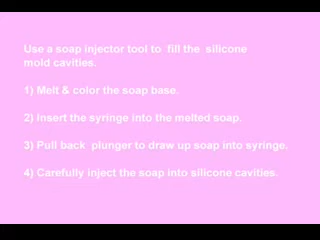 Use a soap injector tool to fill the silicone
mold cavities.
1) Melt & color the soap base.
2) Insert the syringe into the melted soap.
3) Pull back plunger to draw up soap into syringe.
4) Carefully inject the soap into silicone cavities.